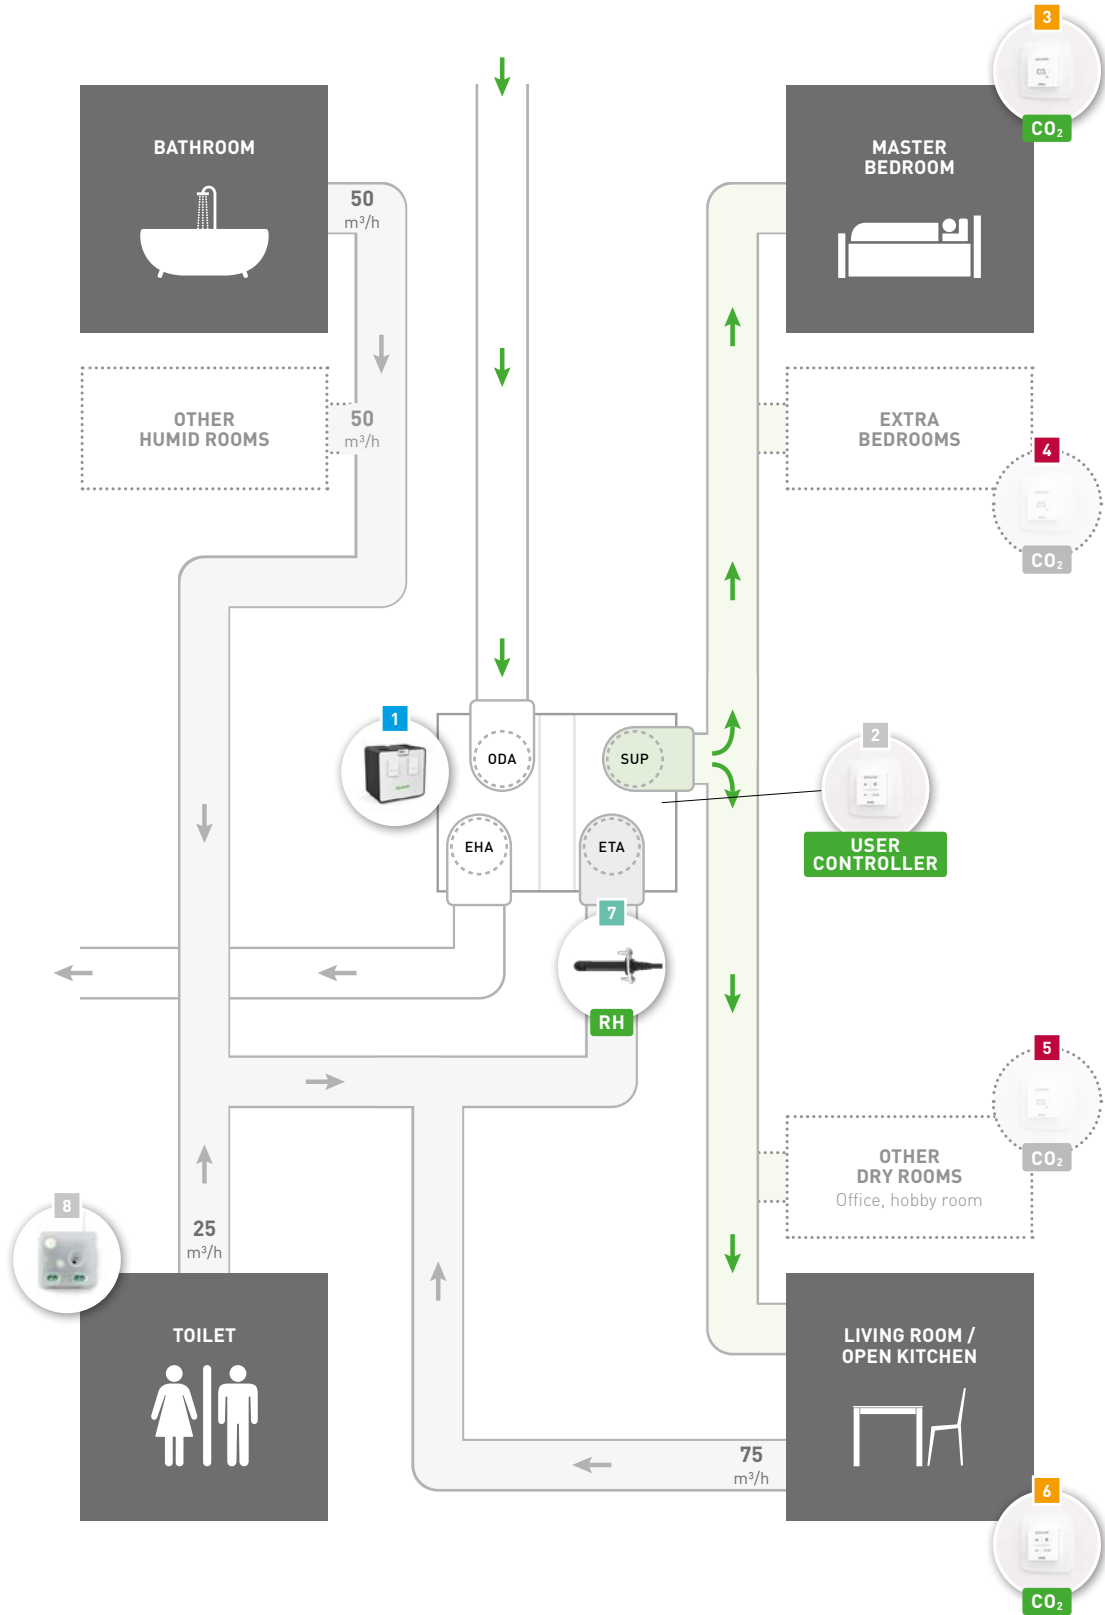 3
CO₂
BATHROOM
MASTER
BEDROOM
50
m³/h
OTHER
HUMID ROOMS
50
m³/h
EXTRA
BEDROOMS
4
CO₂
1
ODA
SUP
2
USER
CONTROLLER
EHA
ETA
7
RH
5
CO₂
OTHER
DRY ROOMS
Office, hobby room
8
25
m³/h
TOILET
LIVING ROOM /
OPEN KITCHEN
75
m³/h
6
CO₂